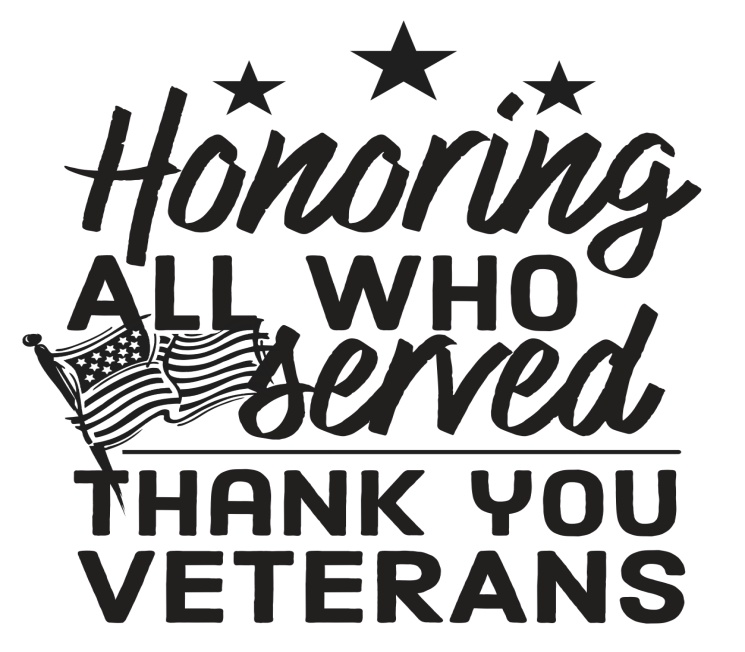 Honoring
ALL WHO
served
THANK YOU
VETERANS